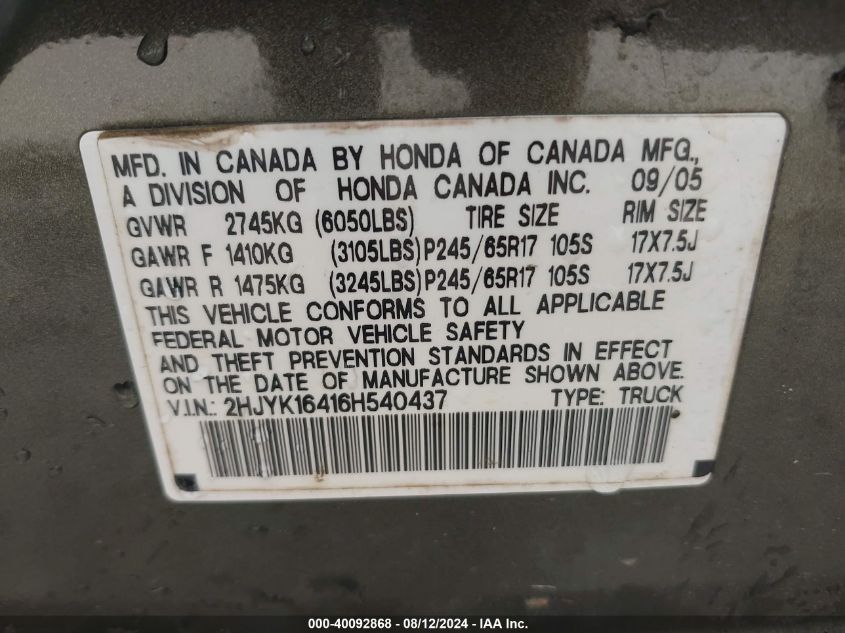 MFD. IN CANADA BY HONDA OF CANADA MFG.,
A DIVISION OF HONDA CANADA INC. 09/05
GVWR 2745KG (6050LBS) TIRE SIZE RIM SIZE
GAWR F 1410KG (3105LBS) P245/65R17 105S 17X7.5J
GAWR R 1475KG (3245LBS) P245/65R17 105S 17X7.5J
THIS VEHICLE CONFORMS TO ALL APPLICABLE
FEDERAL MOTOR VEHICLE SAFETY
AND THEFT PREVENTION STANDARDS IN EFFECT
ON THE DATE OF MANUFACTURE SHOWN ABOVE.
V.I.N.: 2HJYK16416H540437 TYPE: TRUCK
000-40092868 - 08/12/2024 - IAA Inc.